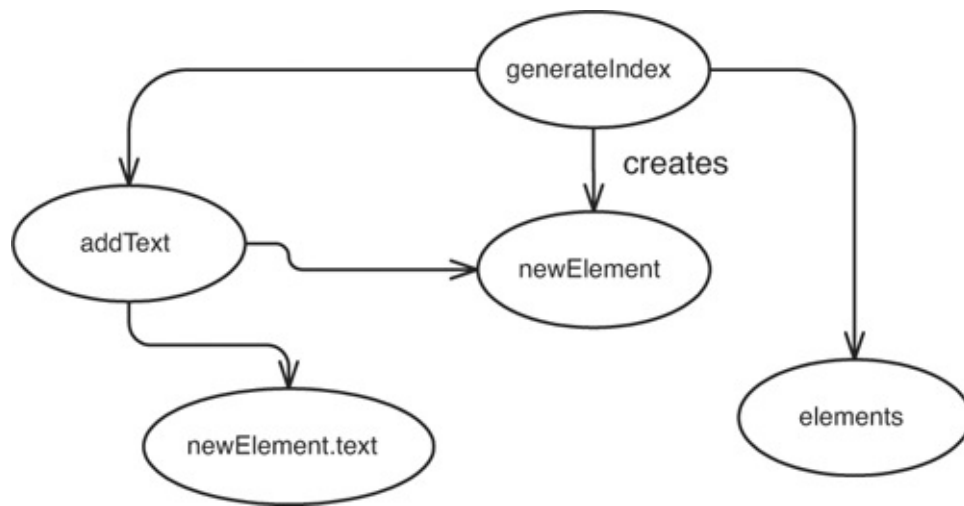 generateIndex
creates
addText
newElement
newElement.text
elements